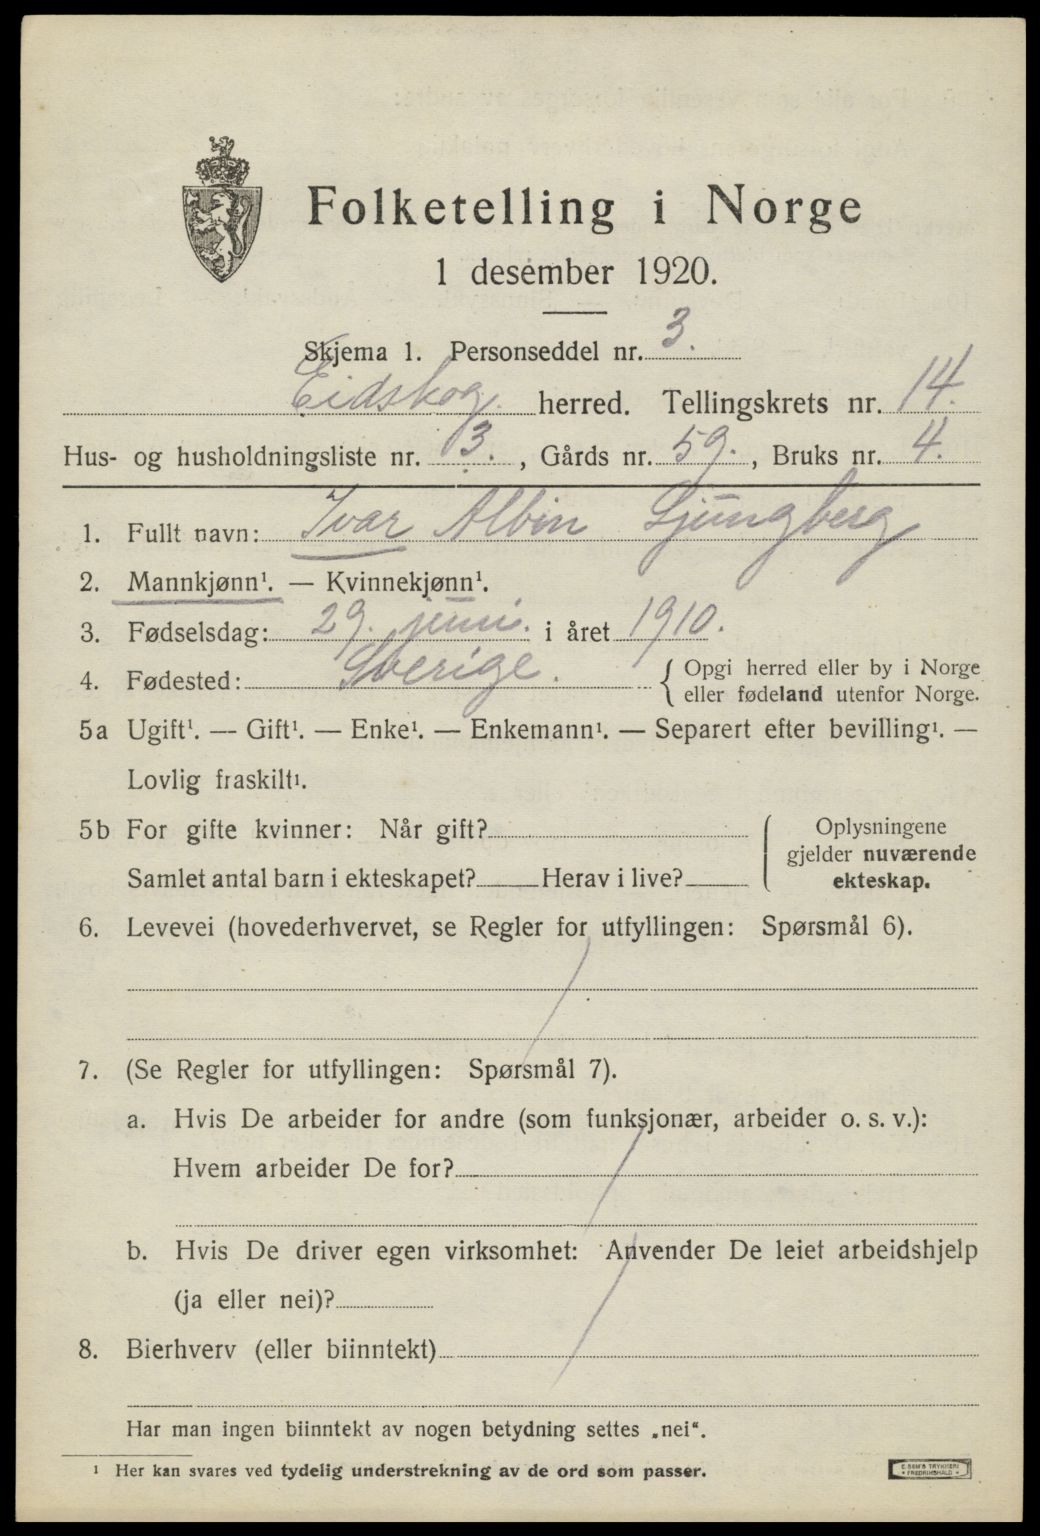 Folketelling i Norge
1 desember 1920.
Skjema 1. Personseddel nr. 3.
Eidskog. herred. Tellingskrets nr. 14.
Hus- og husholdningsliste nr. 3. , Gårds nr. 59. , Bruks nr. 4.
1. Fullt navn: Ivar Albin Ljungberg
2. Mannkjønn¹. — Kvinnekjønn¹.
3. Fødselsdag: 29. juni. i året 1910.
4. Fødested: Sverige. { Opgi herred eller by i Norge
eller fødeland utenfor Norge.
5a Ugift¹. — Gift¹. — Enke¹. — Enkemann¹. — Separert efter bevilling¹. —
Lovlig fraskilt¹.
5b For gifte kvinner: Når gift?
Samlet antal barn i ekteskapet? Herav i live?
Oplysningene
gjelder nuværende
ekteskap.
6. Levevei (hovederhvervet, se Regler for utfyllingen: Spørsmål 6).
7. (Se Regler for utfyllingen: Spørsmål 7).
a. Hvis De arbeider for andre (som funksjonær, arbeider o. s. v.):
Hvem arbeider De for?
b. Hvis De driver egen virksomhet: Anvender De leiet arbeidshjelp
(ja eller nei)?
8. Bierhverv (eller biinntekt)
Har man ingen biinntekt av nogen betydning settes „nei“.
¹ Her kan svares ved tydelig understrekning av de ord som passer.